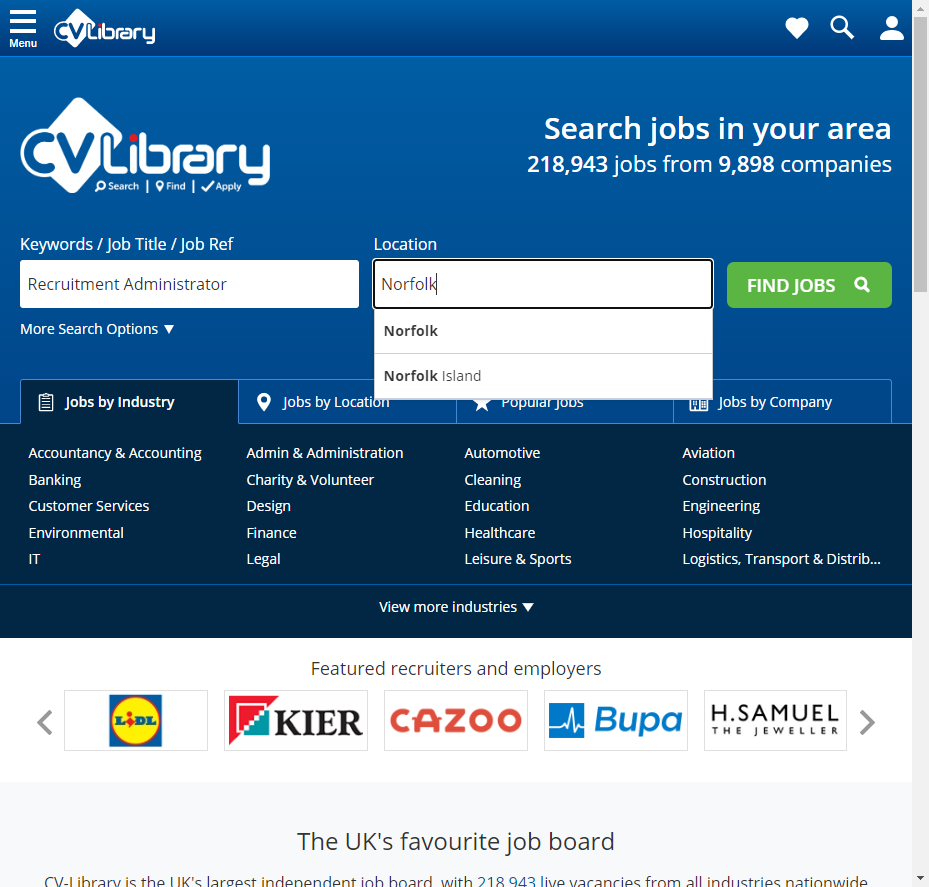 Menu
CVLibrary
CVLibrary
Search | Find | Apply
Search jobs in your area
218,943 jobs from 9,898 companies
Keywords / Job Title / Job Ref
Location
Recruitment Administrator
Norfolk
FIND JOBS
More Search Options ▼
Norfolk
Norfolk Island
Jobs by Industry
Jobs by Location
Popular Jobs
Jobs by Company
Accountancy & Accounting
Admin & Administration
Automotive
Aviation
Banking
Charity & Volunteer
Cleaning
Construction
Customer Services
Design
Education
Engineering
Environmental
Finance
Healthcare
Hospitality
IT
Legal
Leisure & Sports
Logistics, Transport & Distrib...
View more industries ▼
Featured recruiters and employers
LIDL
KIER
CAZOO
Bupa
H.SAMUEL
THE JEWELLER
The UK's favourite job board
CV-Library is the UK's largest independent job board, with 218,943 live vacancies from all industries nationwide.